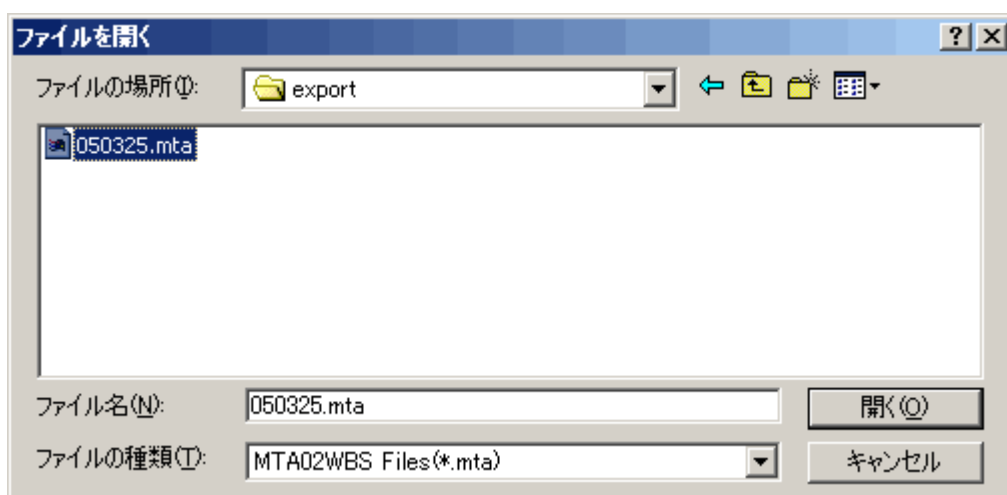 ファイルを開く
ファイルの場所(I):
export
050325.mta
ファイル名(N):
050325.mta
開く(O)
ファイルの種類(T):
MTA02WBS Files(*.mta)
キャンセル